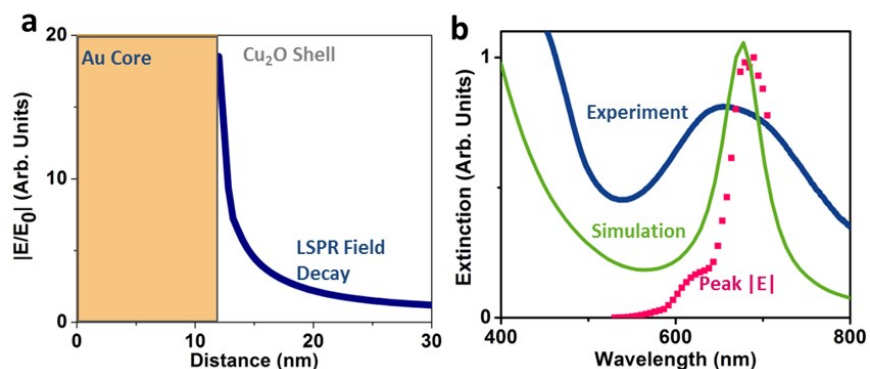 a
20
10
0
|E/E0| (Arb. Units)
Au Core
Cu2O Shell
LSPR Field
Decay
0
10
20
30
Distance (nm)
b
1
0
Extinction (Arb. Units)
Experiment
Simulation
Peak |E|
400
600
800
Wavelength (nm)